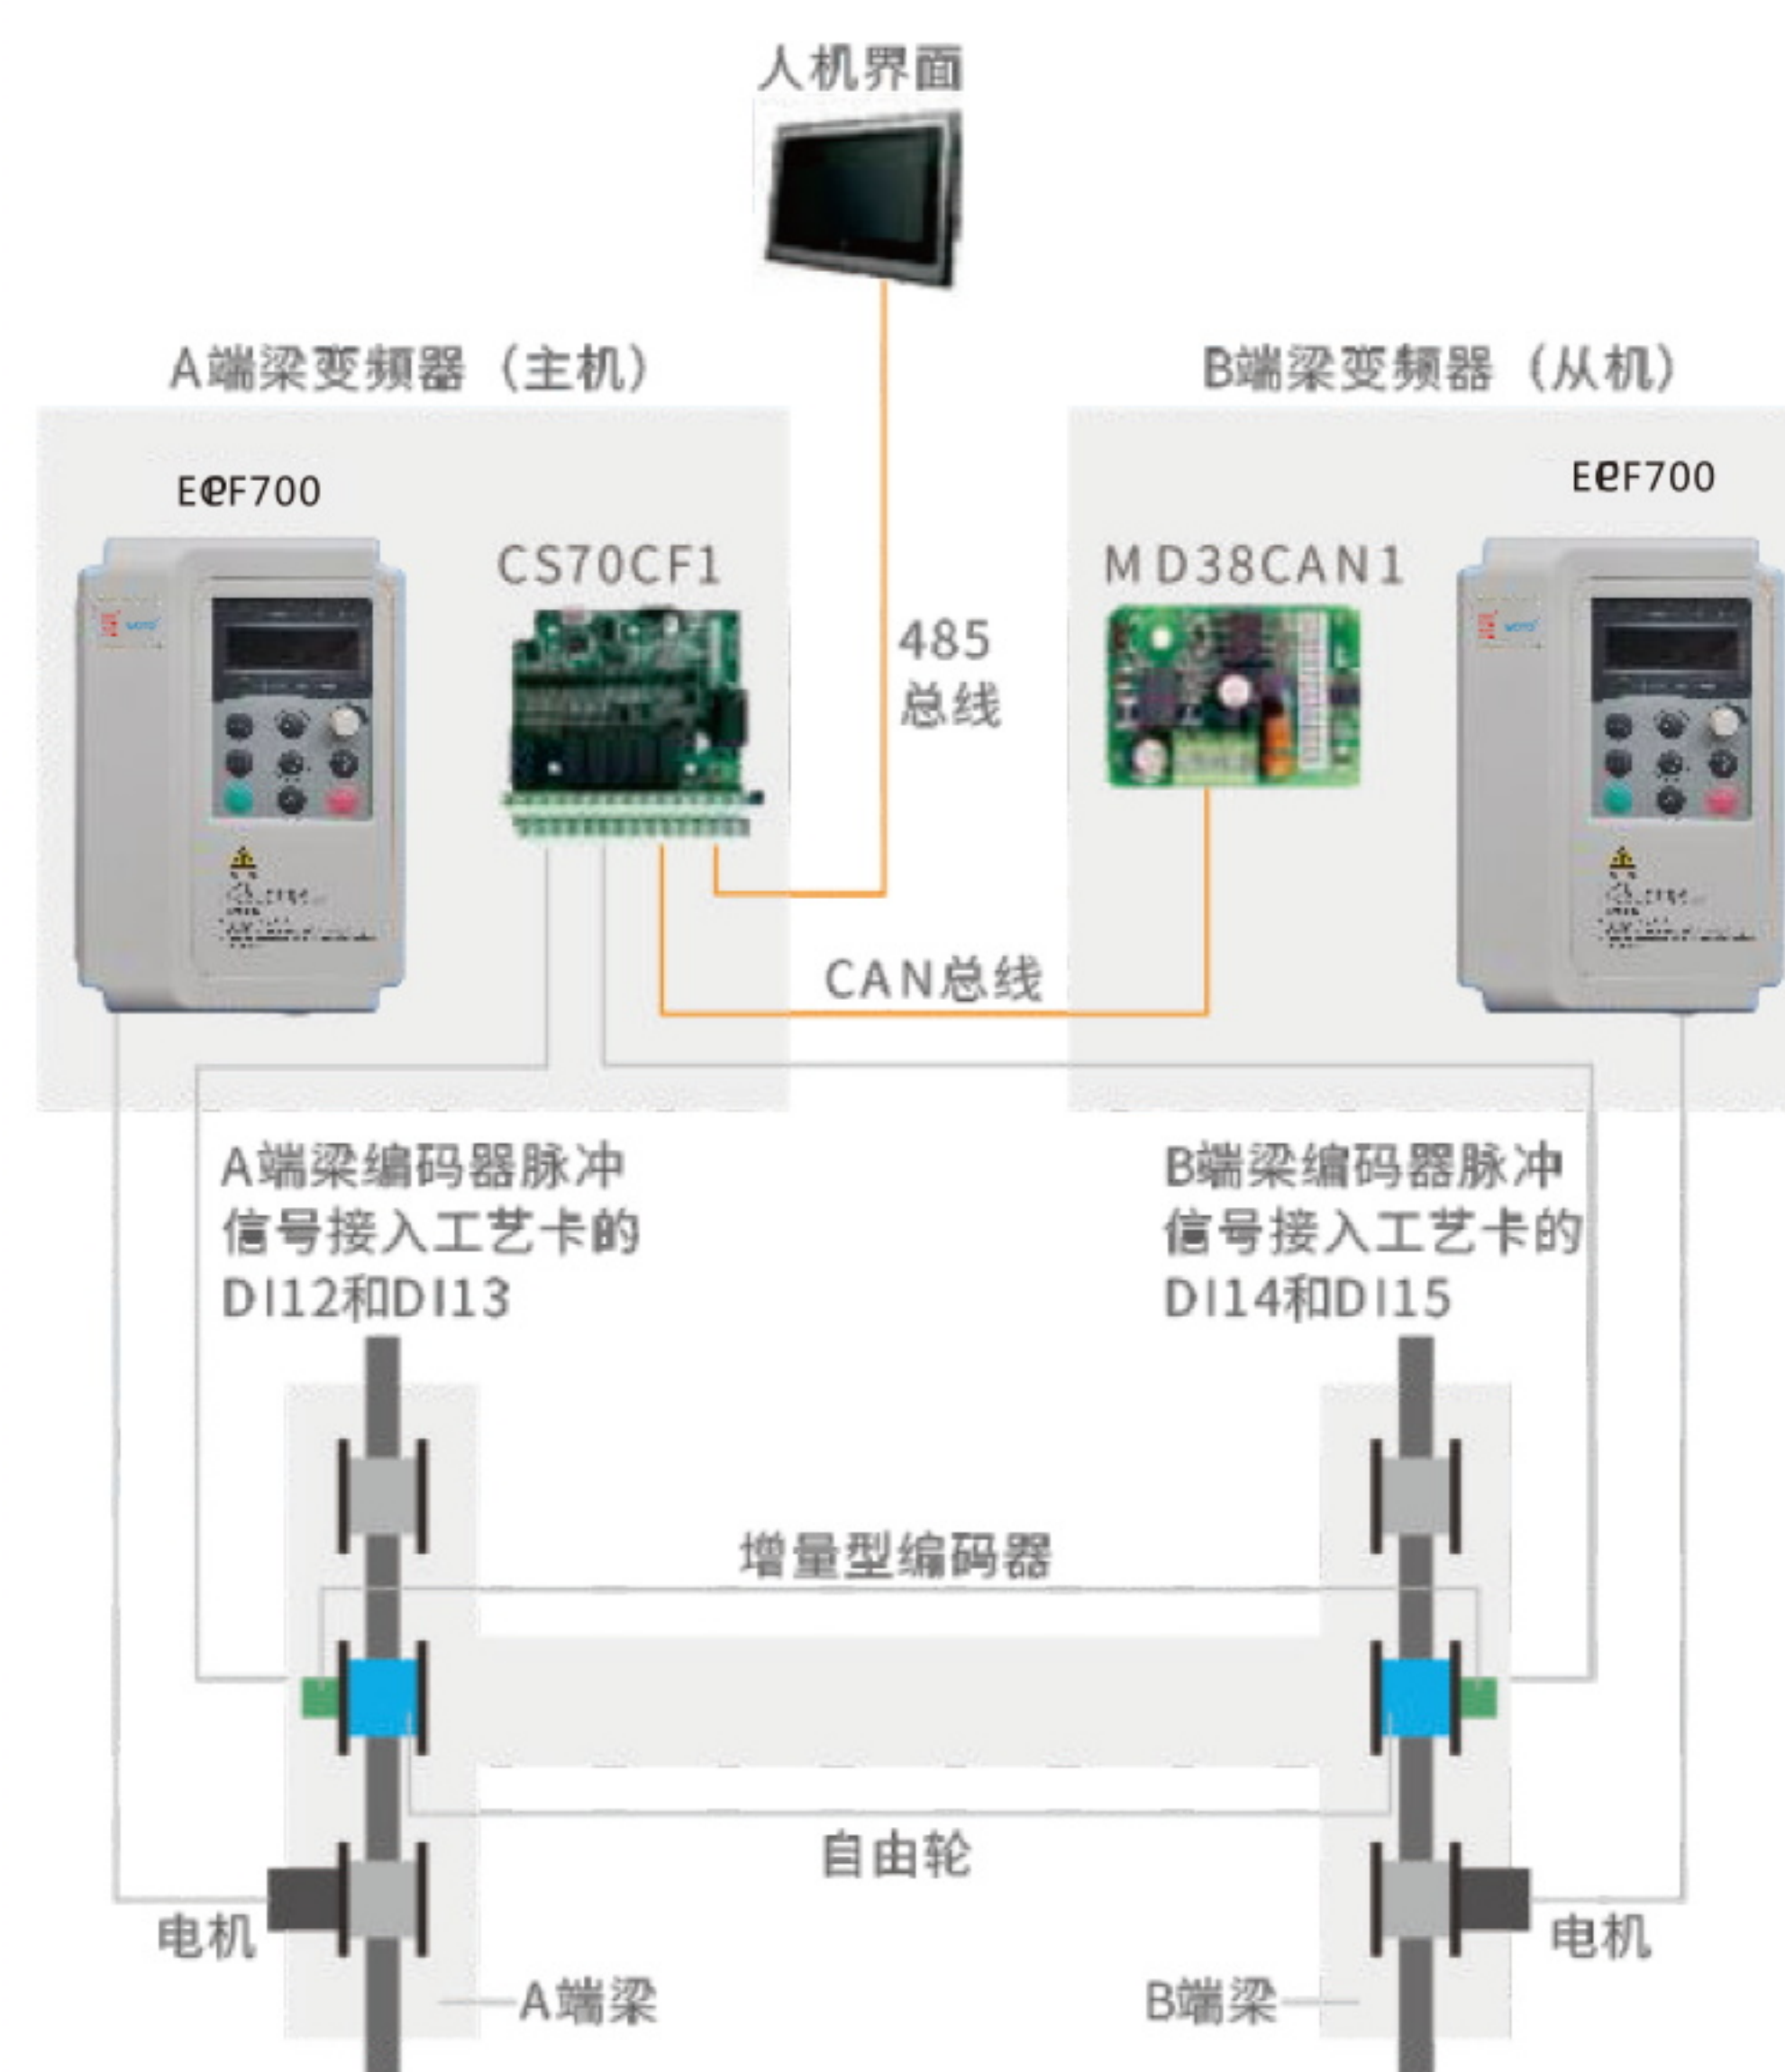 人机界面
A端梁变频器（主机）
B端梁变频器（从机）
CS70CF1
MD38CAN1
485
总线
CAN总线
A端梁编码器脉冲
信号接入工艺卡的
DI12和DI13
B端梁编码器脉冲
信号接入工艺卡的
DI14和DI15
增量型编码器
自由轮
电机
电机
A端梁
B端梁